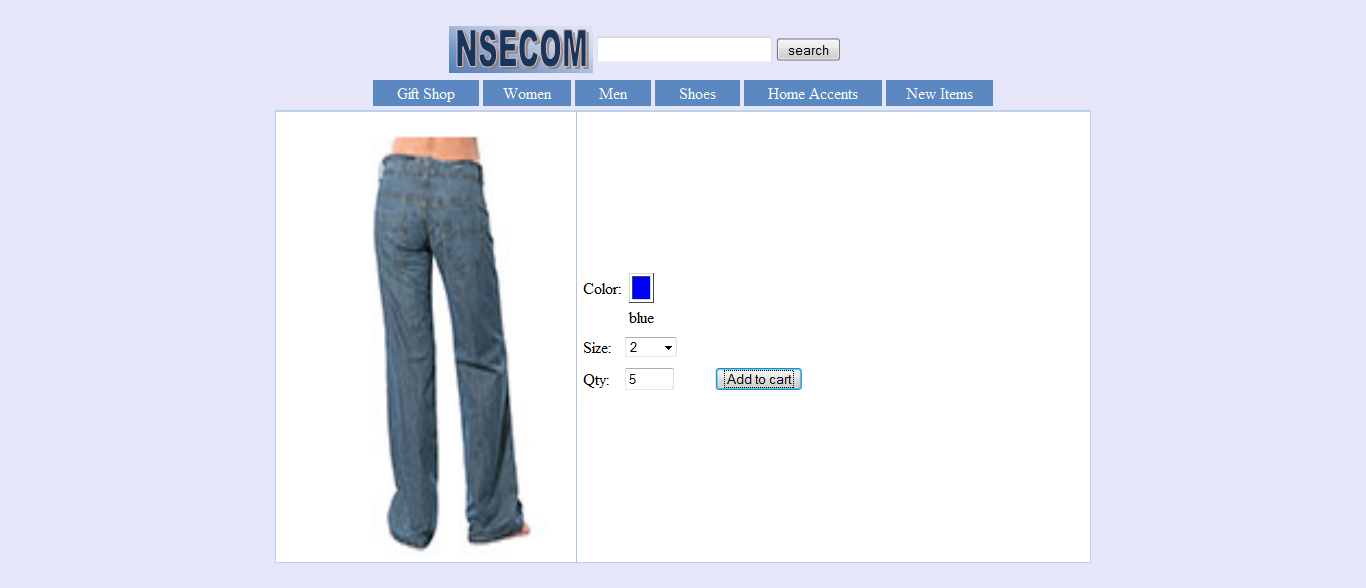 NSECOM search
Gift Shop Women Men Shoes Home Accents New Items
Color:
blue
Size: 2
Qty: 5 Add to cart